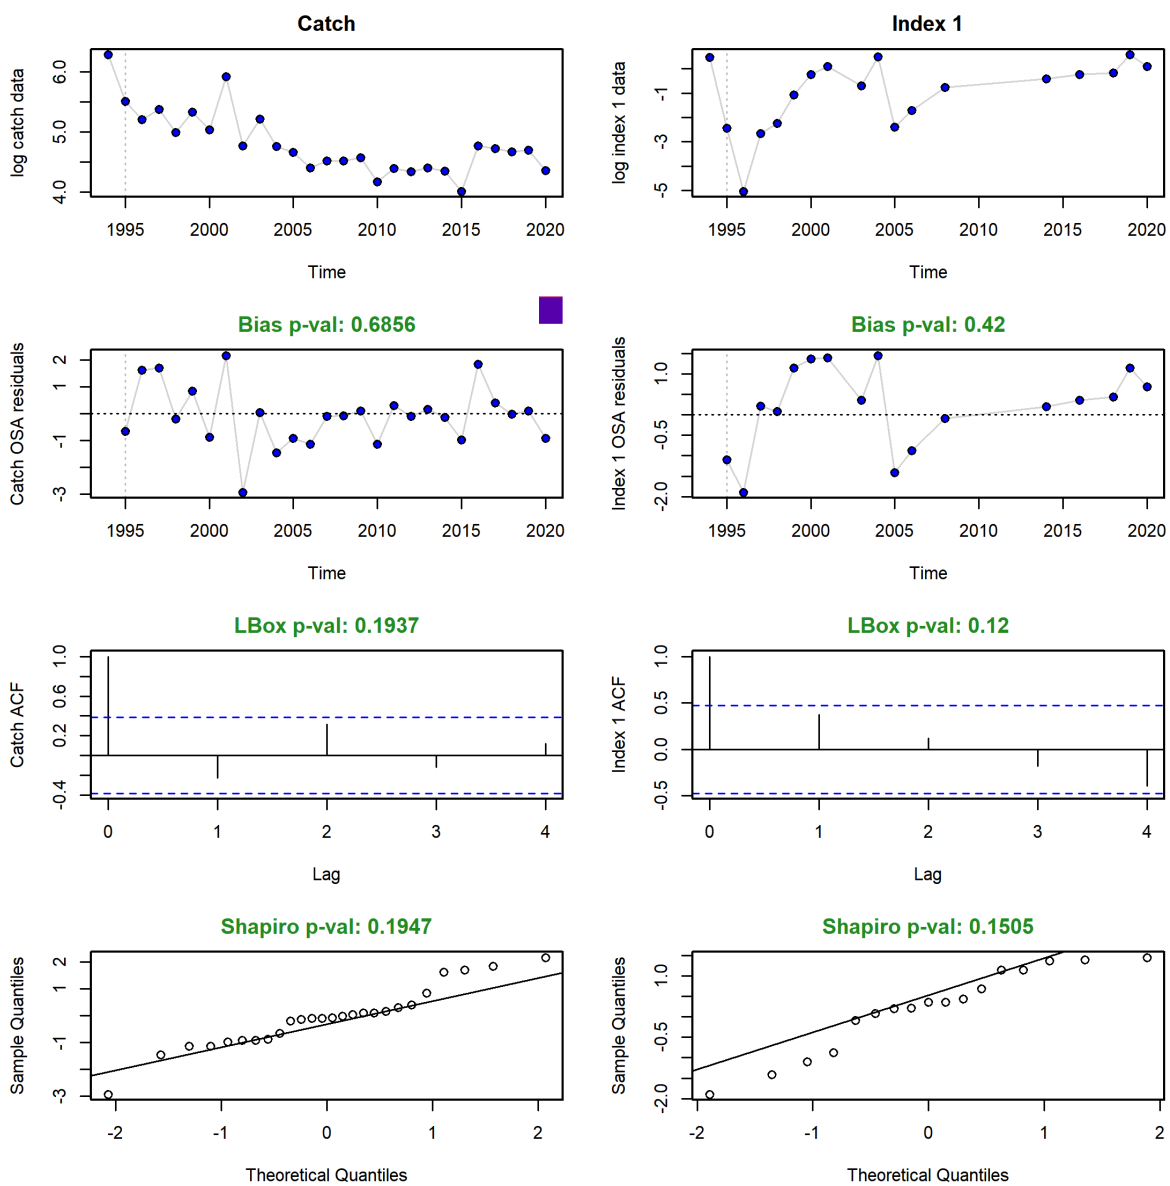 Catch
log catch data
4.0 5.0 6.0
1995 2000 2005 2010 2015 2020
Time
Index 1
log index 1 data
-5 -3 -1
1995 2000 2005 2010 2015 2020
Time
Bias p-val: 0.6856
Catch OSA residuals
-3 -1 1 2
1995 2000 2005 2010 2015 2020
Time
Bias p-val: 0.42
Index 1 OSA residuals
-2.0 -0.5 1.0
1995 2000 2005 2010 2015 2020
Time
LBox p-val: 0.1937
Catch ACF
-0.4 0.2 0.6 1.0
0 1 2 3 4
Lag
LBox p-val: 0.12
Index 1 ACF
-0.5 0.0 0.5 1.0
0 1 2 3 4
Lag
Shapiro p-val: 0.1947
Sample Quantiles
-3 -1 1 2
-2 -1 0 1 2
Theoretical Quantiles
Shapiro p-val: 0.1505
Sample Quantiles
-2.0 -0.5 1.0
-2 -1 0 1 2
Theoretical Quantiles